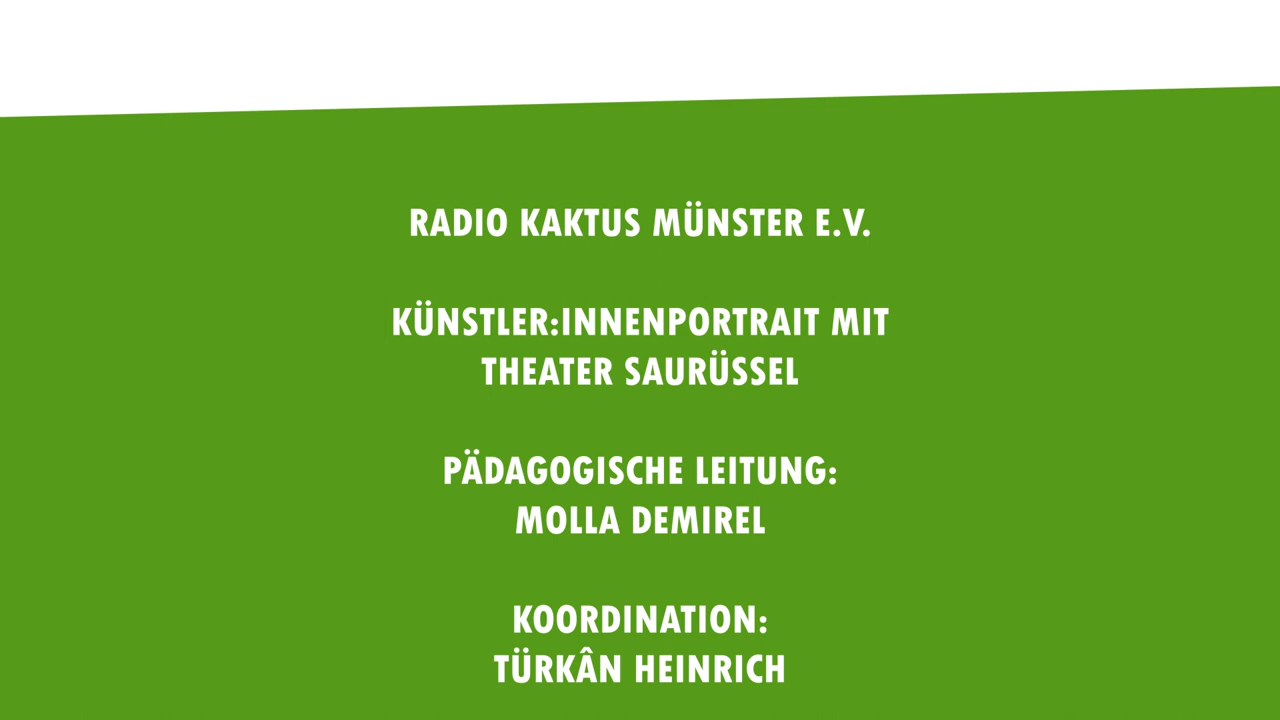 RADIO KAKTUS MÜNSTER E.V.
KÜNSTLER:INNENPORTRAIT MIT
THEATER SAURÜSSEL
PÄDAGOGISCHE LEITUNG:
MOLLA DEMIREL
KOORDINATION:
TÜRKÂN HEINRICH